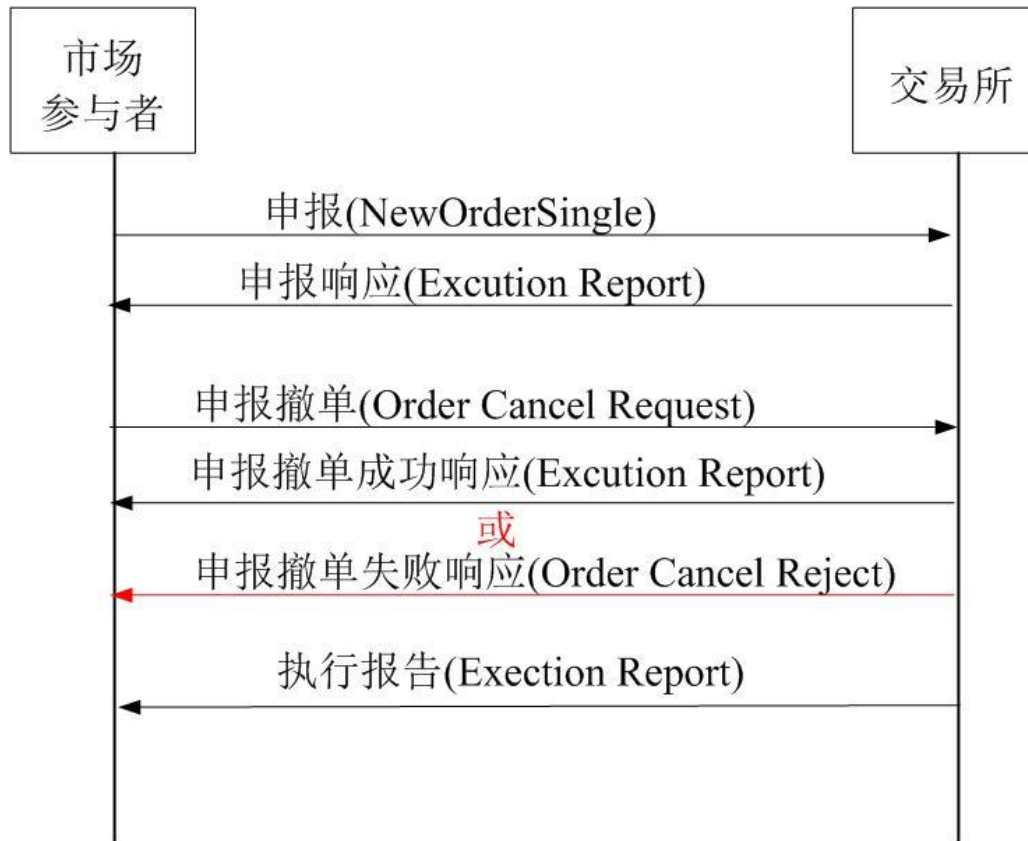 市场
参与者
交易所
申报(NewOrderSingle)
申报响应(Excution Report)
申报撤单(Order Cancel Request)
申报撤单成功响应(Excution Report)
或
申报撤单失败响应(Order Cancel Reject)
执行报告(Exection Report)